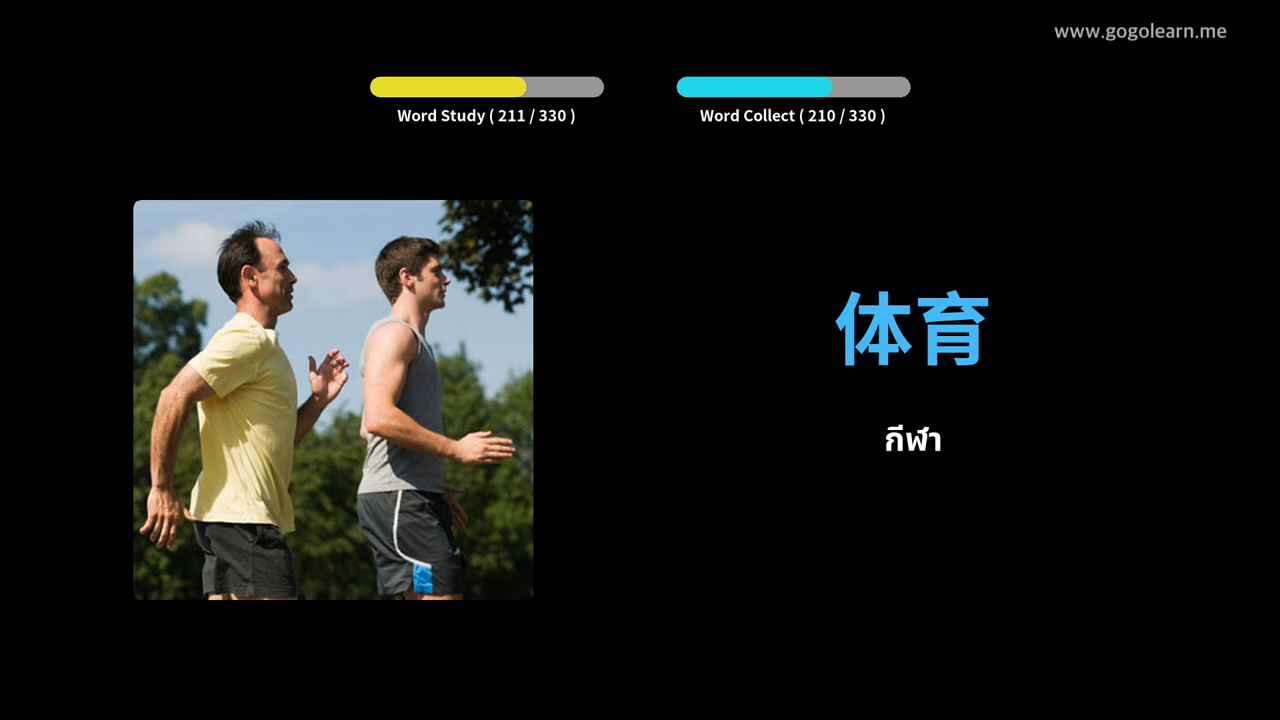 www.gogolearn.me
Word Study ( 211 / 330 )
Word Collect ( 210 / 330 )
体育
กีฬา